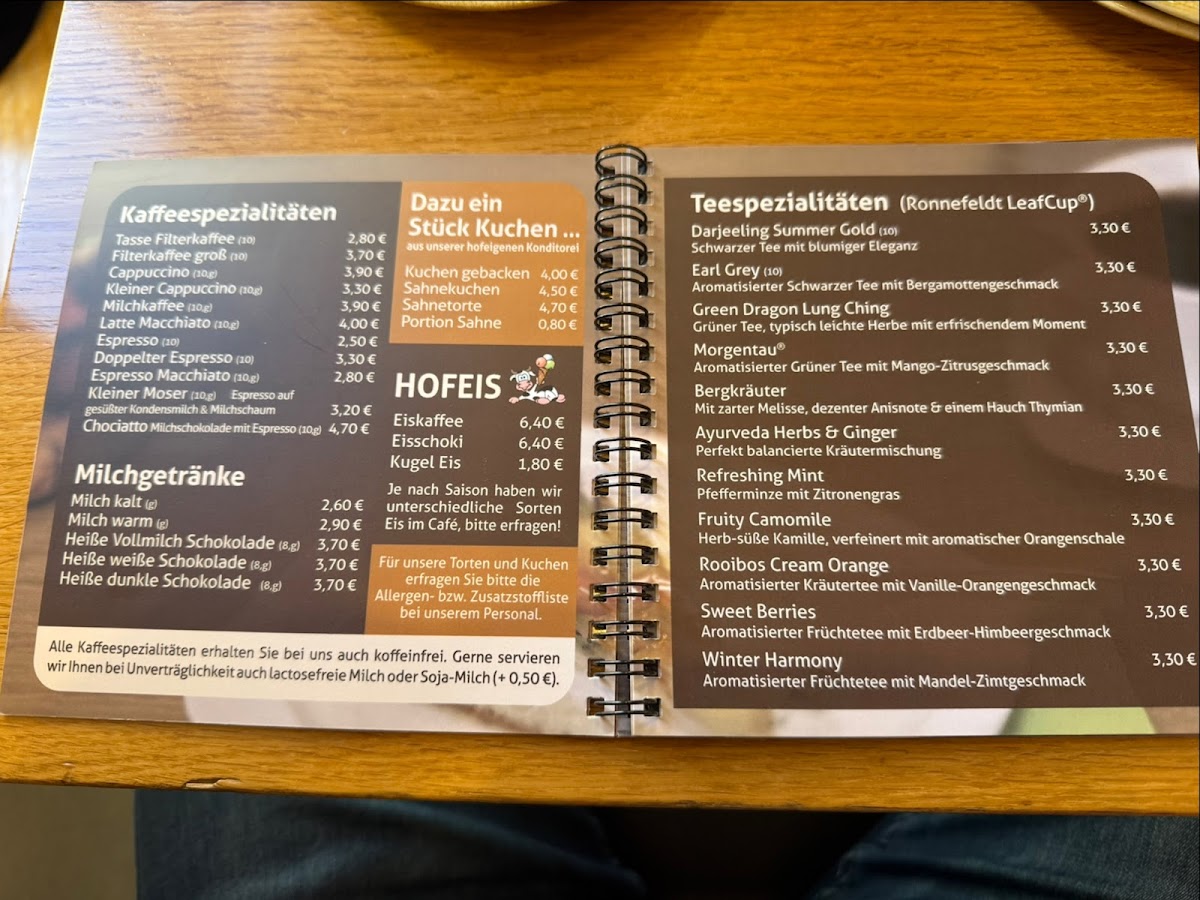 Kaffeespezialitäten
Tasse Filterkaffee (10) 2,80 €
Filterkaffee groß (10) 3,70 €
Cappuccino (10,g) 3,90 €
Kleiner Cappuccino (10,g) 3,30 €
Milchkaffee (10,g) 3,90 €
Latte Macchiato (10,g) 4,00 €
Espresso (10) 2,50 €
Doppelter Espresso (10) 3,30 €
Espresso Macchiato (10,g) 2,80 €
Kleiner Moser (10,g) Espresso auf
gesüßter Kondensmilch & Milchschaum 3,20 €
Chociatto Milchschokolade mit Espresso (10,g) 4,70 €
Milchgetränke
Milch kalt (g) 2,60 €
Milch warm (g) 2,90 €
Heiße Vollmilch Schokolade (8,g) 3,70 €
Heiße weiße Schokolade (8,g) 3,70 €
Heiße dunkle Schokolade (8,g) 3,70 €
Dazu ein
Stück Kuchen ...
aus unserer hofeigenen Konditorei
Kuchen gebacken 4,00 €
Sahnekuchen 4,50 €
Sahnetorte 4,70 €
Portion Sahne 0,80 €
HOFEIS
Eiskaffee 6,40 €
Eisschoki 6,40 €
Kugel Eis 1,80 €
Je nach Saison haben wir
unterschiedliche Sorten
Eis im Café, bitte erfragen!
Für unsere Torten und Kuchen
erfragen Sie bitte die
Allergen- bzw. Zusatzstoffliste
bei unserem Personal.
Alle Kaffeespezialitäten erhalten Sie bei uns auch koffeinfrei. Gerne servieren
wir Ihnen bei Unverträglichkeit auch lactosefreie Milch oder Soja-Milch (+ 0,50 €).
Teespezialitäten (Ronnefeldt LeafCup®)
Darjeeling Summer Gold (10) 3,30 €
Schwarzer Tee mit blumiger Eleganz
Earl Grey (10) 3,30 €
Aromatisierter Schwarzer Tee mit Bergamottengeschmack
Green Dragon Lung Ching 3,30 €
Grüner Tee, typisch leichte Herbe mit erfrischendem Moment
Morgentau® 3,30 €
Aromatisierter Grüner Tee mit Mango-Zitrusgeschmack
Bergkräuter 3,30 €
Mit zarter Melisse, dezenter Anisnote & einem Hauch Thymian
Ayurveda Herbs & Ginger 3,30 €
Perfekt balancierte Kräutermischung
Refreshing Mint 3,30 €
Pfefferminze mit Zitronengras
Fruity Camomile 3,30 €
Herb-süße Kamille, verfeinert mit aromatischer Orangenschale
Rooibos Cream Orange 3,30 €
Aromatisierter Kräutertee mit Vanille-Orangengeschmack
Sweet Berries 3,30 €
Aromatisierter Früchtetee mit Erdbeer-Himbeergeschmack
Winter Harmony 3,30 €
Aromatisierter Früchtetee mit Mandel-Zimtgeschmack